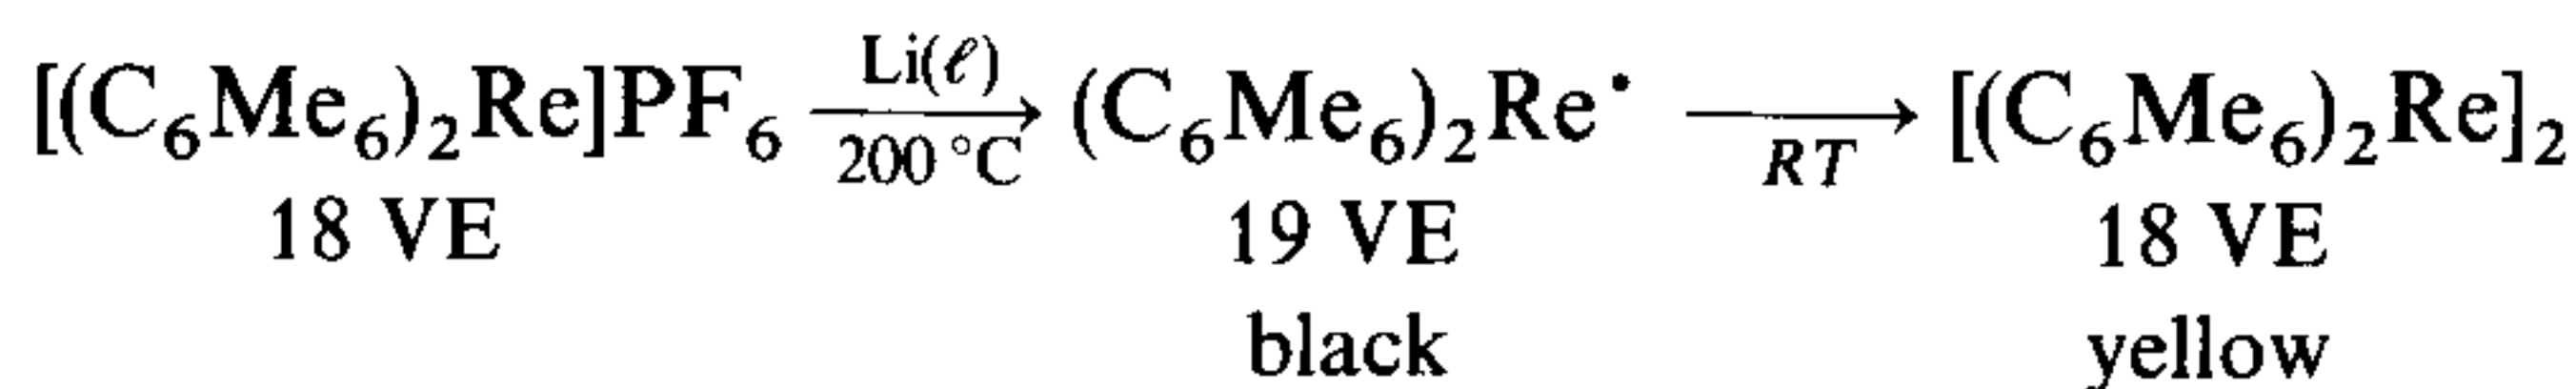 [(C₆Me₆)₂Re]PF₆ Li(ℓ) 200 °C → (C₆Me₆)₂Re• → RT [(C₆Me₆)₂Re]₂
18 VE 19 VE 18 VE
black yellow